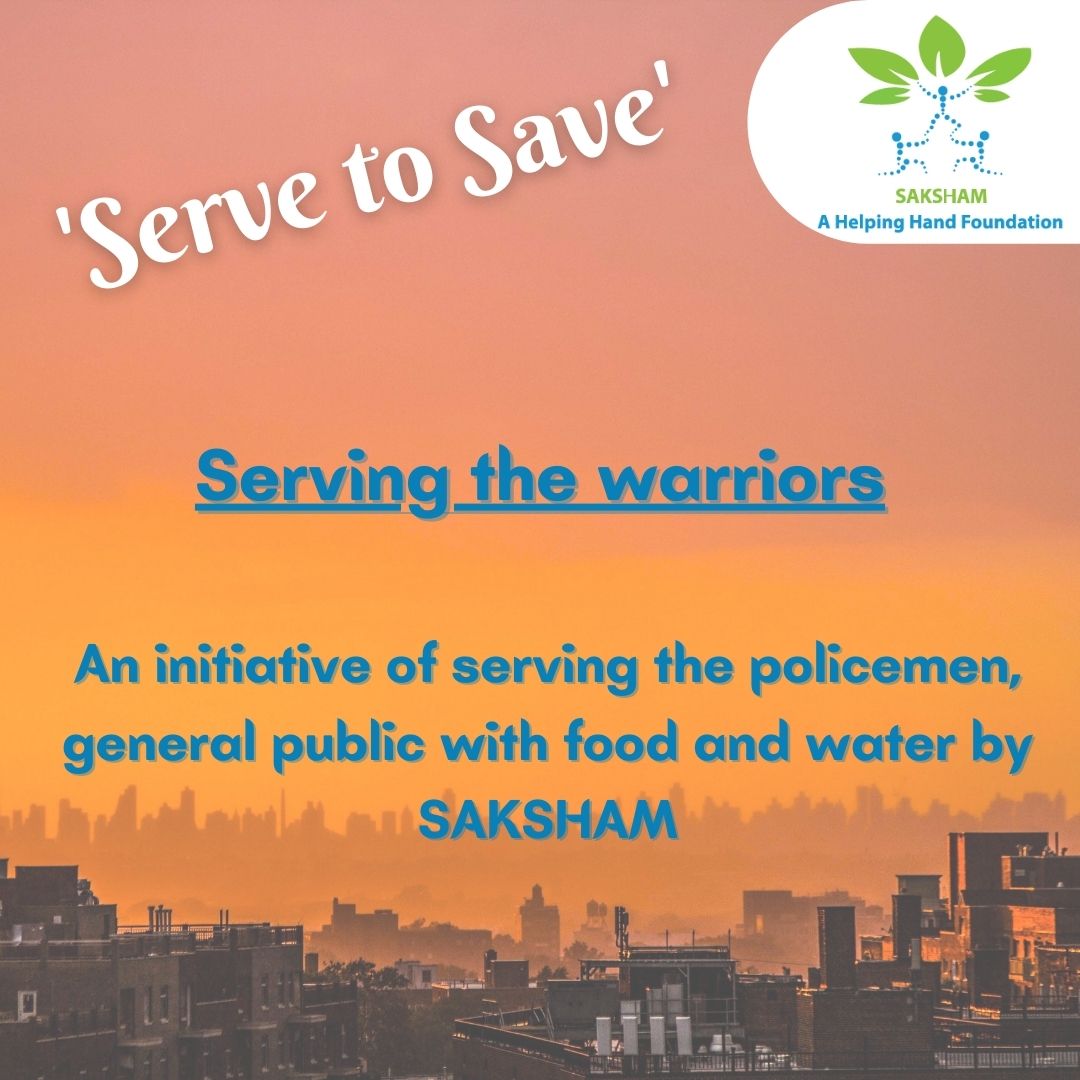 'Serve to Save'
SAKSHAM
A Helping Hand Foundation
Serving the warriors
An initiative of serving the policemen,
general public with food and water by
SAKSHAM